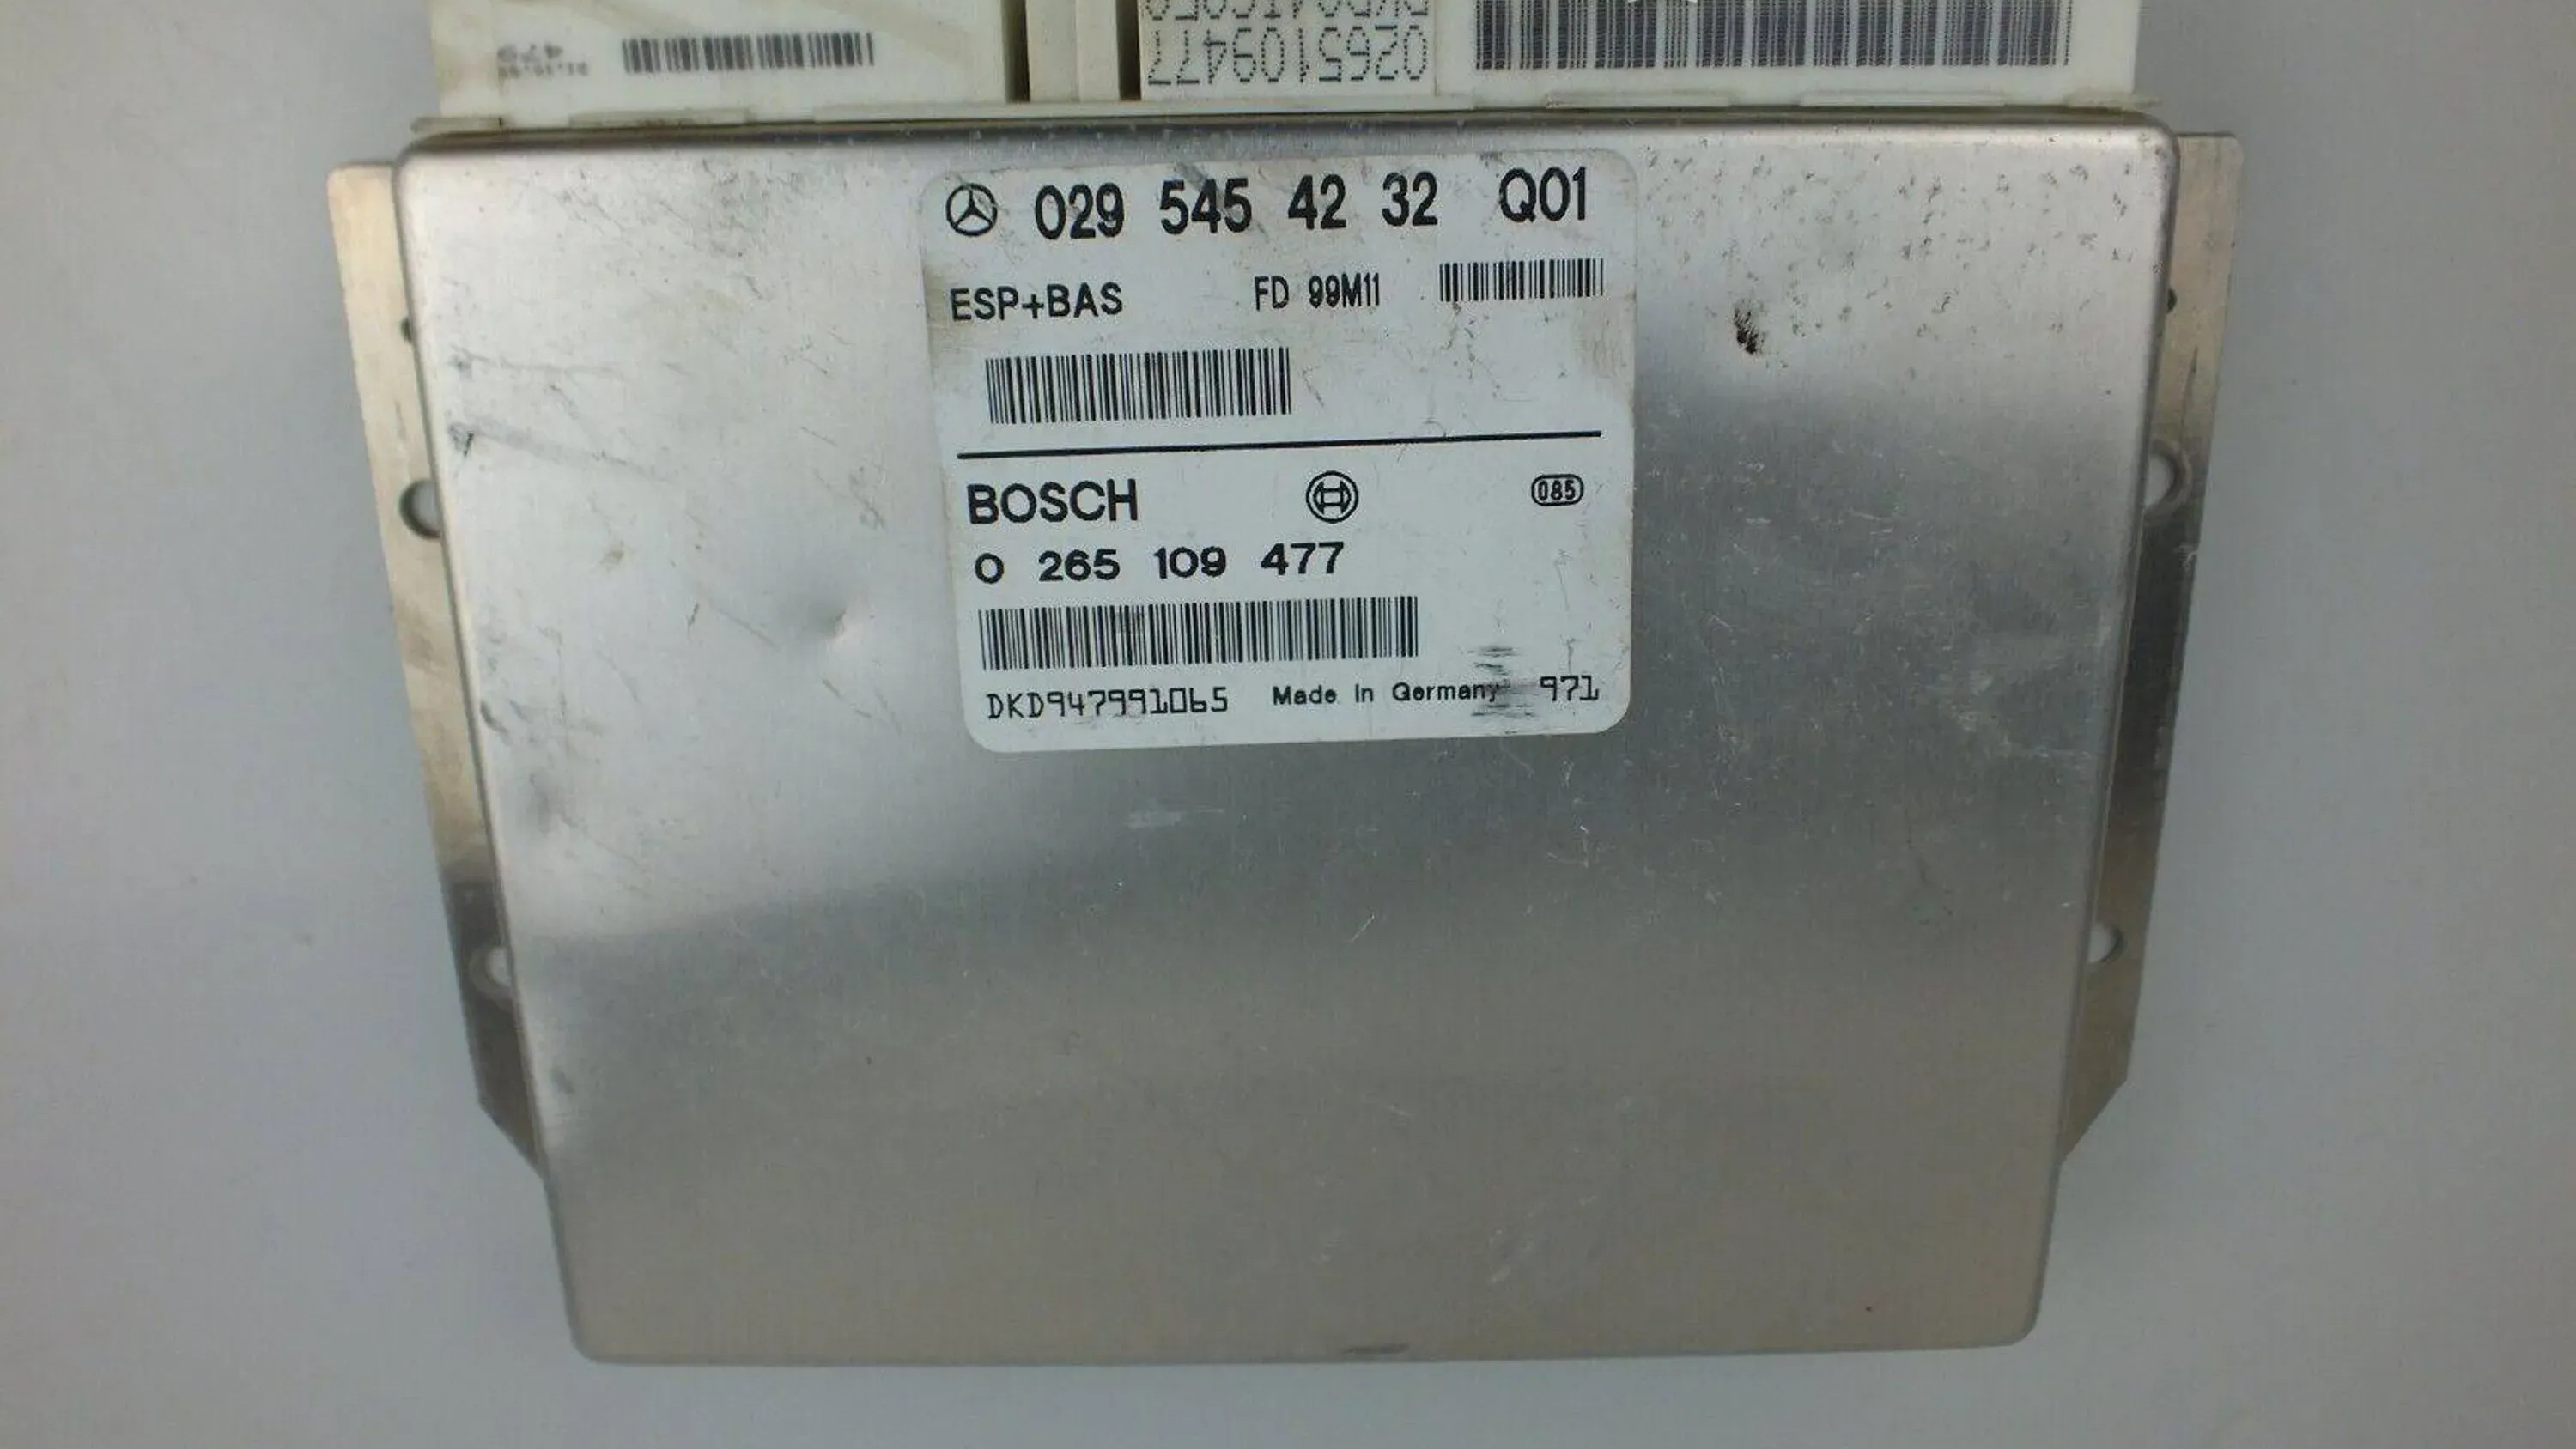 479
0265109477
029 545 42 32 Q01
ESP+BAS FD 99M11
BOSCH 085
0 265 109 477
DKD947991065 Made in Germany 971